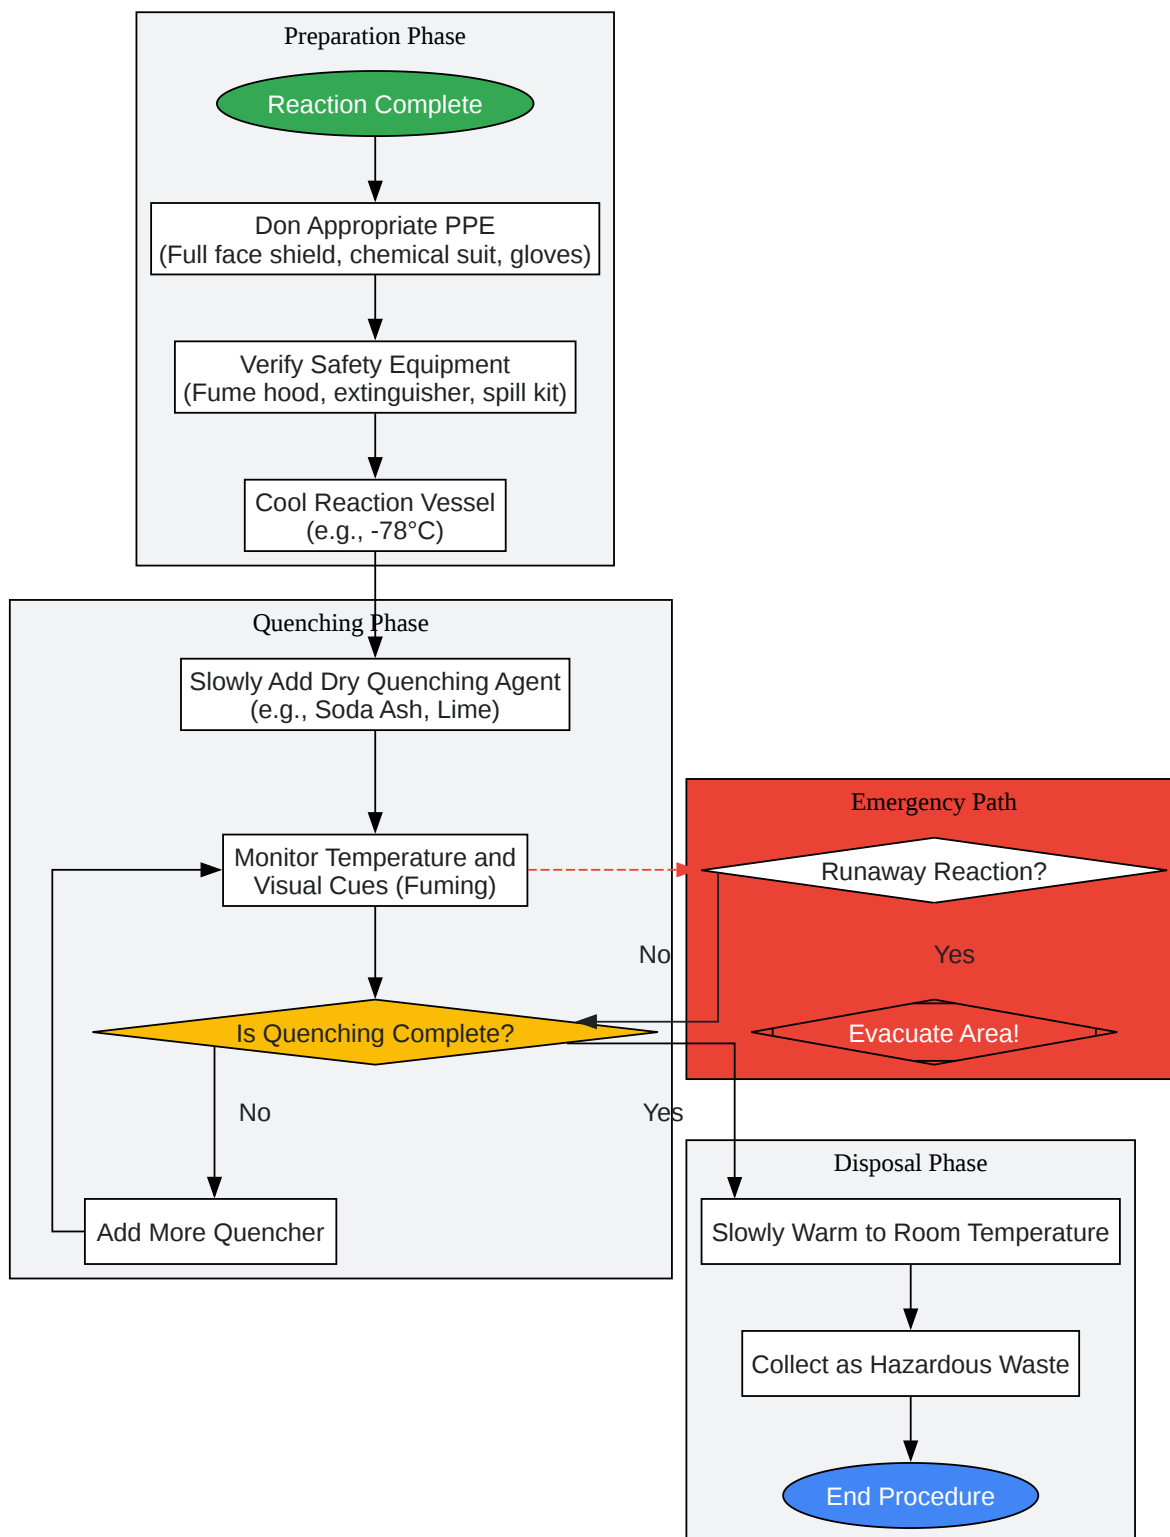 Preparation Phase
Reaction Complete
Don Appropriate PPE
(Full face shield, chemical suit, gloves)
Verify Safety Equipment
(Fume hood, extinguisher, spill kit)
Cool Reaction Vessel
(e.g., -78°C)
Quenching Phase
Slowly Add Dry Quenching Agent
(e.g., Soda Ash, Lime)
Monitor Temperature and
Visual Cues (Fuming)
Emergency Path
Runaway Reaction?
No
Yes
Is Quenching Complete?
Evacuate Area!
No
Yes
Add More Quencher
Disposal Phase
Slowly Warm to Room Temperature
Collect as Hazardous Waste
End Procedure